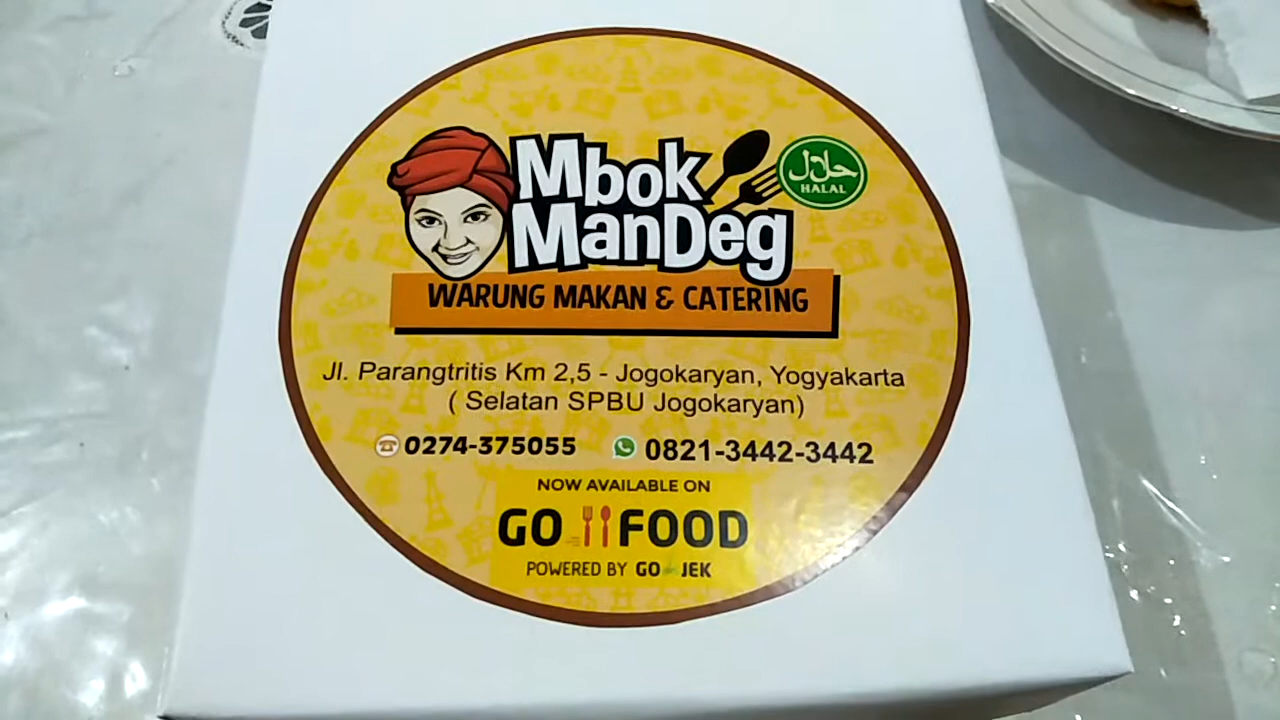 Mbok
ManDeg
حلال
HALAL
WARUNG MAKAN & CATERING
Jl. Parangtritis Km 2,5 - Jogokaryan, Yogyakarta
( Selatan SPBU Jogokaryan)
0274-375055 0821-3442-3442
NOW AVAILABLE ON
GO FOOD
POWERED BY GO JEK